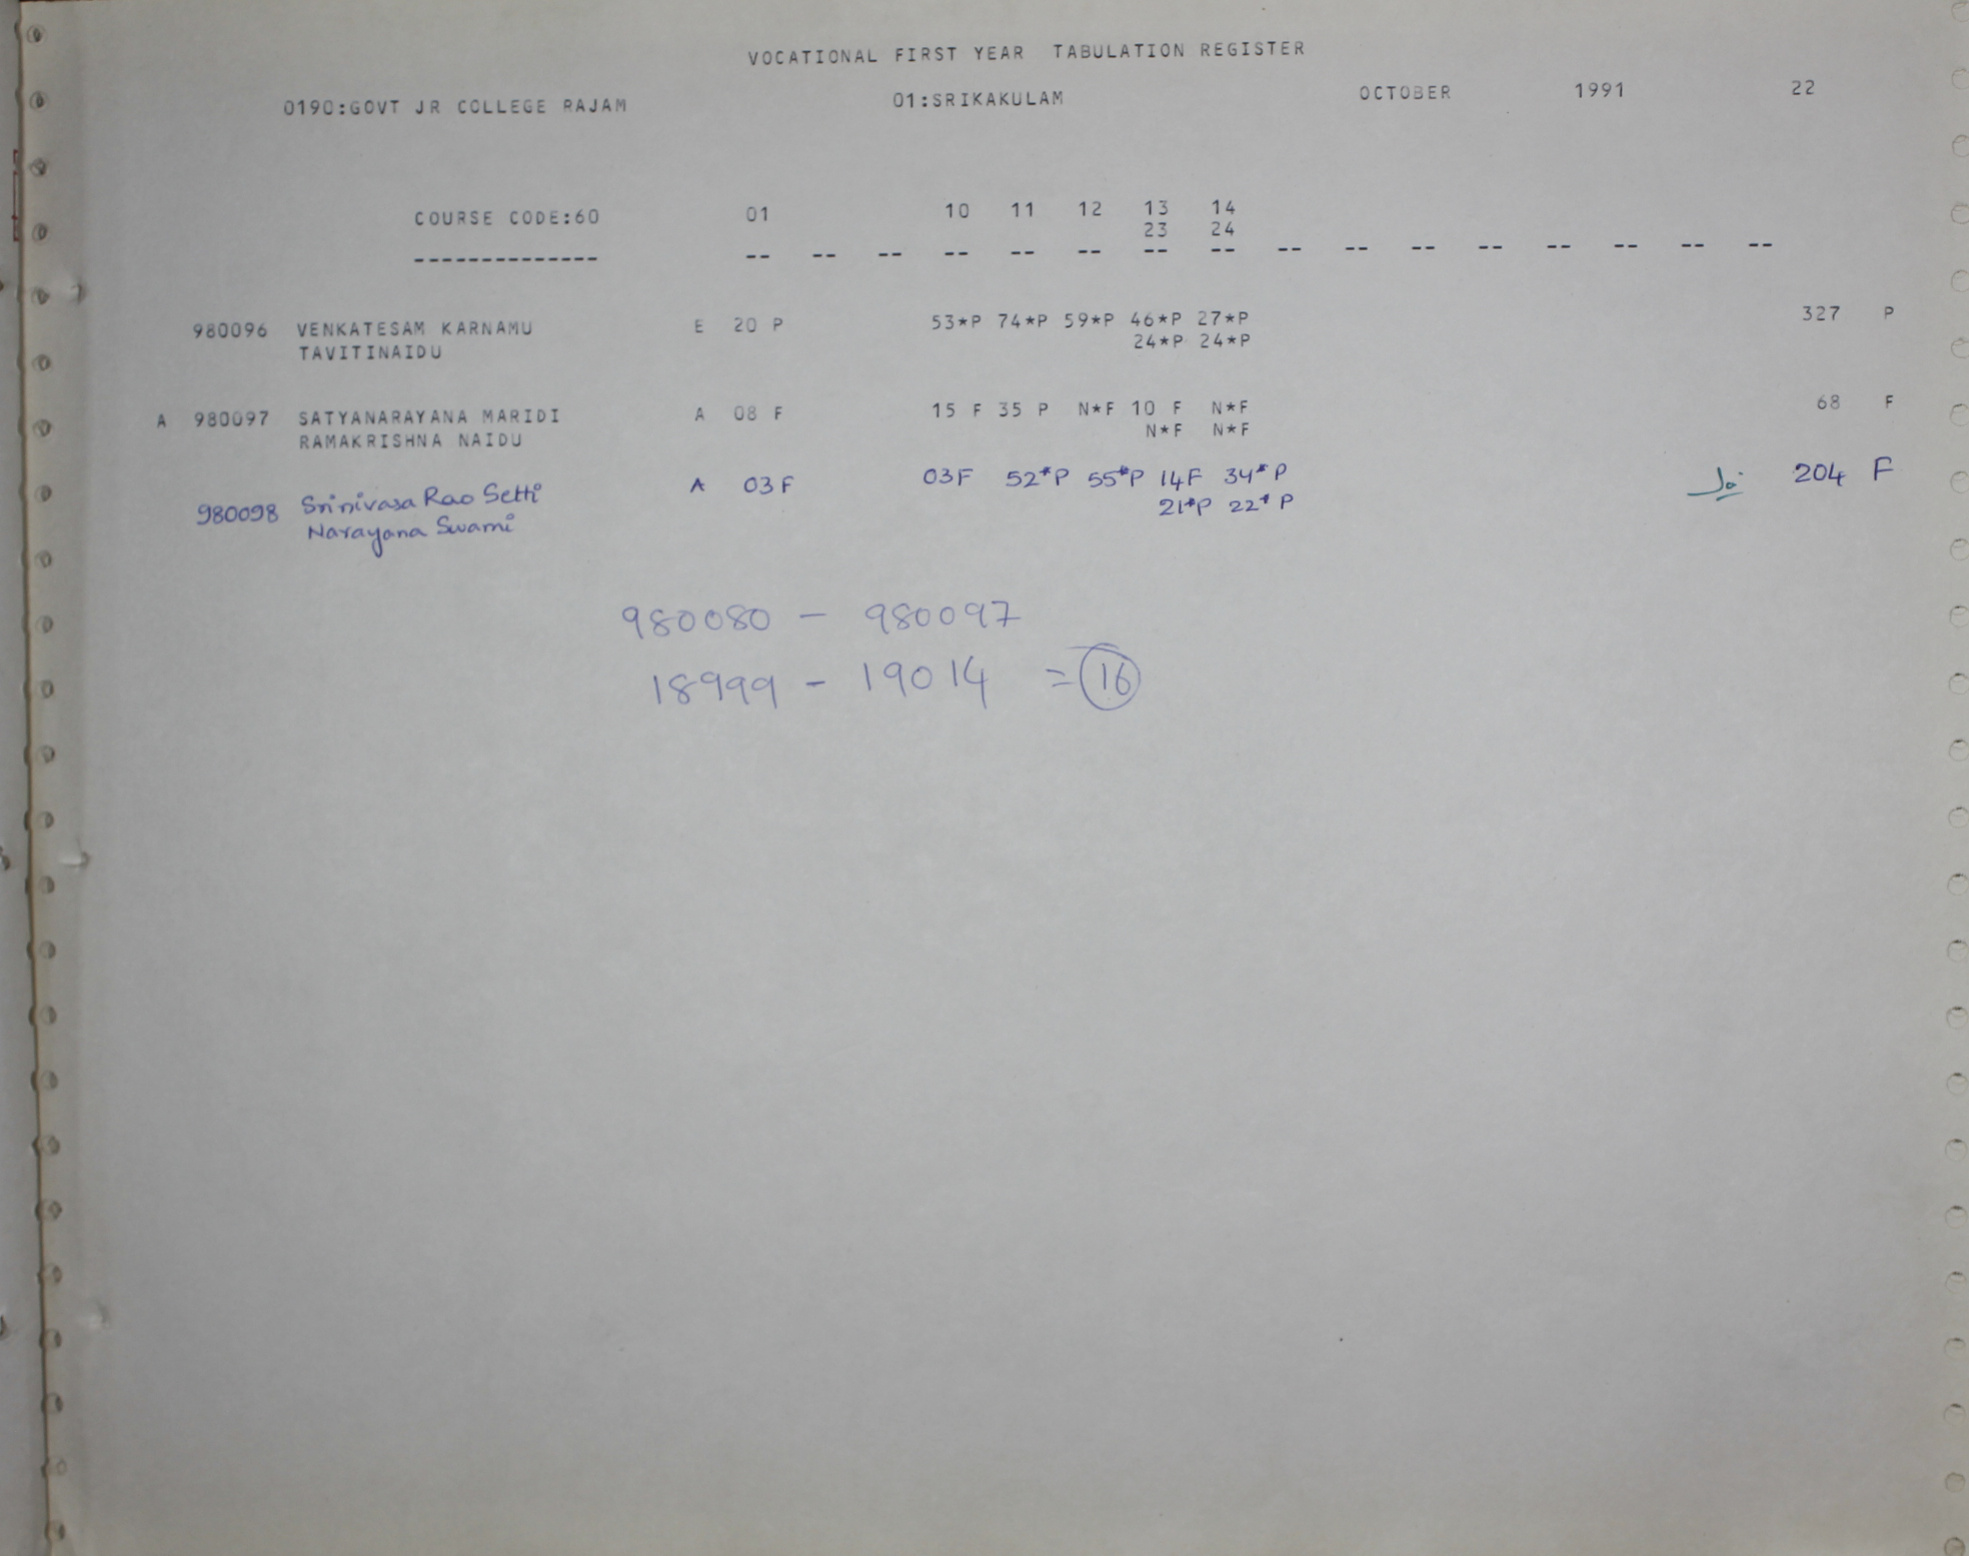 VOCATIONAL FIRST YEAR TABULATION REGISTER
0190:GOVT JR COLLEGE RAJAM 01:SRIKAKULAM OCTOBER 1991 22
COURSE CODE:60 01 10 11 12 13 14
23 24
-------------- -- -- -- -- -- -- -- -- -- -- -- -- -- -- -- --
980096 VENKATESAM KARNAMU E 20 P 53*P 74*P 59*P 46*P 27*P 327 P
TAVITINAIDU 24*P 24*P
A 980097 SATYANARAYANA MARIDI A 08 F 15 F 35 P N*F 10 F N*F 68 F
RAMAKRISHNA NAIDU N*F N*F
980098 Srinivasa Rao Setti A 03 F 03F 52*P 55*P 14F 34*P 204 F
Narayana Swami 21*P 22*P
980080 - 980097
18999 - 19014 = 16